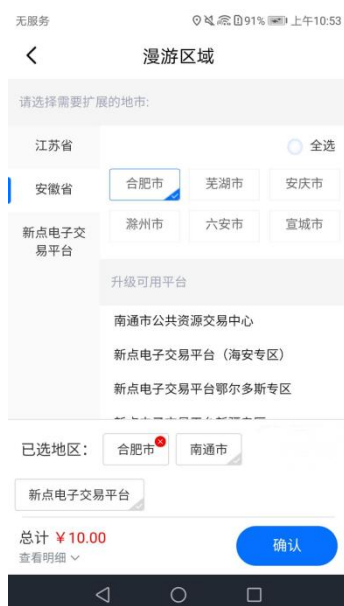 无服务 91% 上午10:53
漫游区域
请选择需要扩展的地市:
江苏省 全选
安徽省 合肥市 芜湖市 安庆市
新点电子交
易平台
滁州市 六安市 宣城市
升级可用平台
南通市公共资源交易中心
新点电子交易平台（海安专区）
新点电子交易平台鄂尔多斯专区
已选地区： 合肥市 南通市
新点电子交易平台
总计 ￥10.00
查看明细
确认